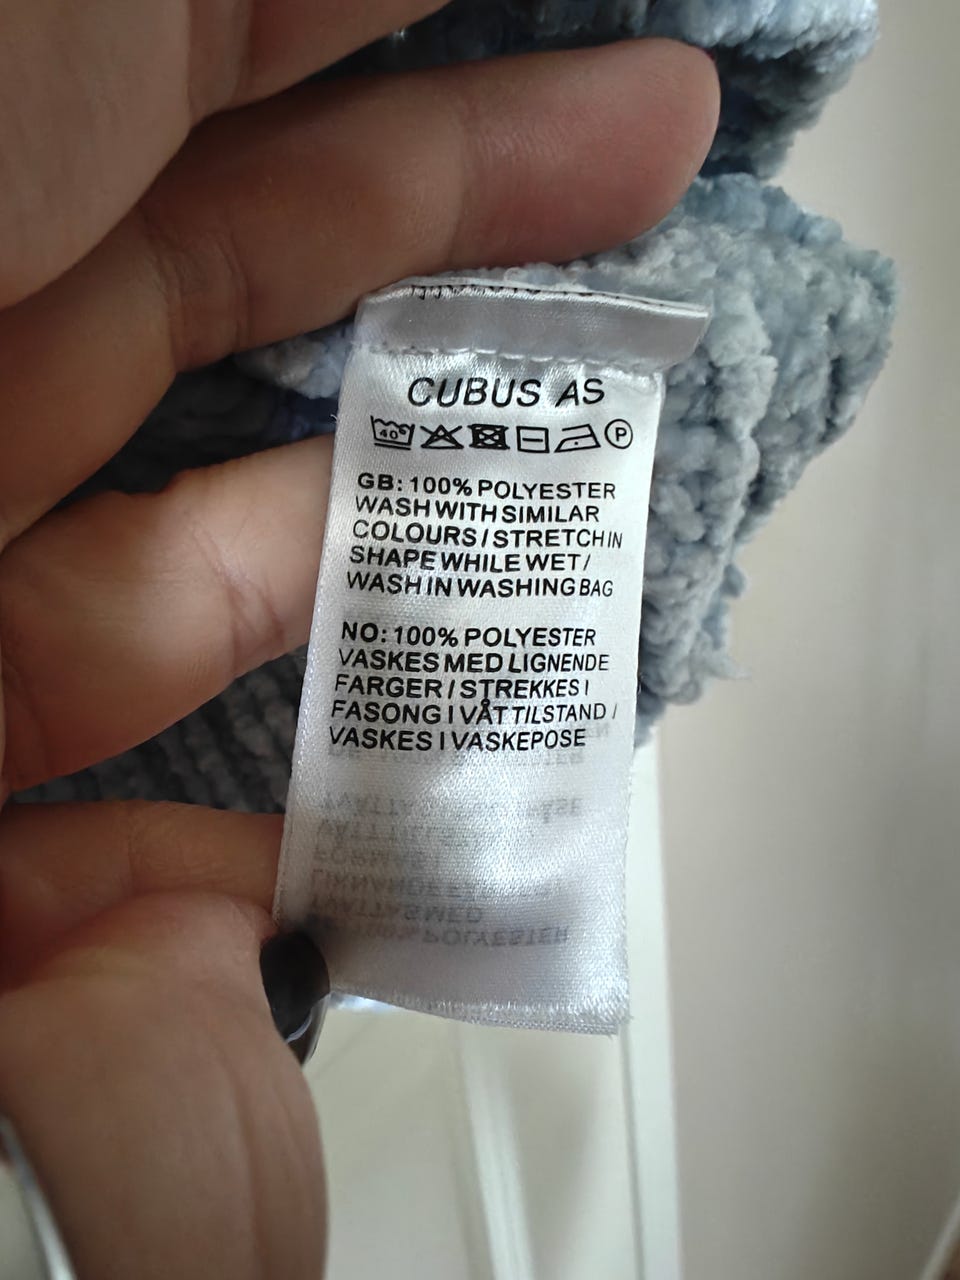 CUBUS AS
40 P
GB: 100% POLYESTER
WASH WITH SIMILAR
COLOURS / STRETCH IN
SHAPE WHILE WET /
WASH IN WASHING BAG
NO: 100% POLYESTER
VASKES MED LIGNENDE
FARGER / STREKKES I
FASONG I VÅT TILSTAND /
VASKES I VASKEPOSE